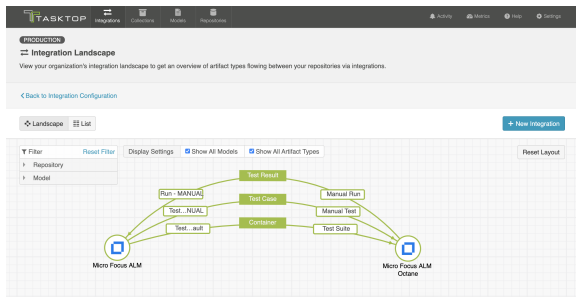 TASKTOP
Integrations
Collections
Models
Repositories
Activity
Metrics
Help
Settings
PRODUCTION
Integration Landscape
View your organization's integration landscape to get an overview of artifact types flowing between your repositories via integrations.
Back to Integration Configuration
Landscape
List
+ New Integration
Filter
Reset Filter
Display Settings
Show All Models
Show All Artifact Types
Reset Layout
Repository
Model
Test Result
Run - MANUAL
Manual Run
Test Case
Test...NUAL
Manual Test
Container
Test...ault
Test Suite
Micro Focus ALM
Micro Focus ALM
Octane